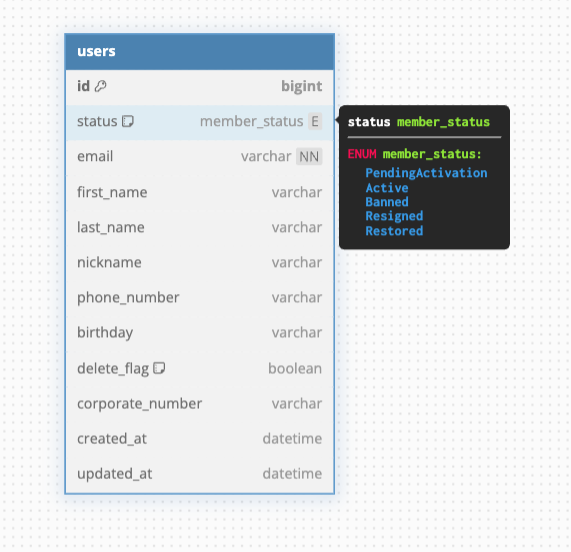 users
id bigint
status member_status E
email varchar NN
first_name varchar
last_name varchar
nickname varchar
phone_number varchar
birthday varchar
delete_flag boolean
corporate_number varchar
created_at datetime
updated_at datetime
status member_status
ENUM member_status:
PendingActivation
Active
Banned
Resigned
Restored